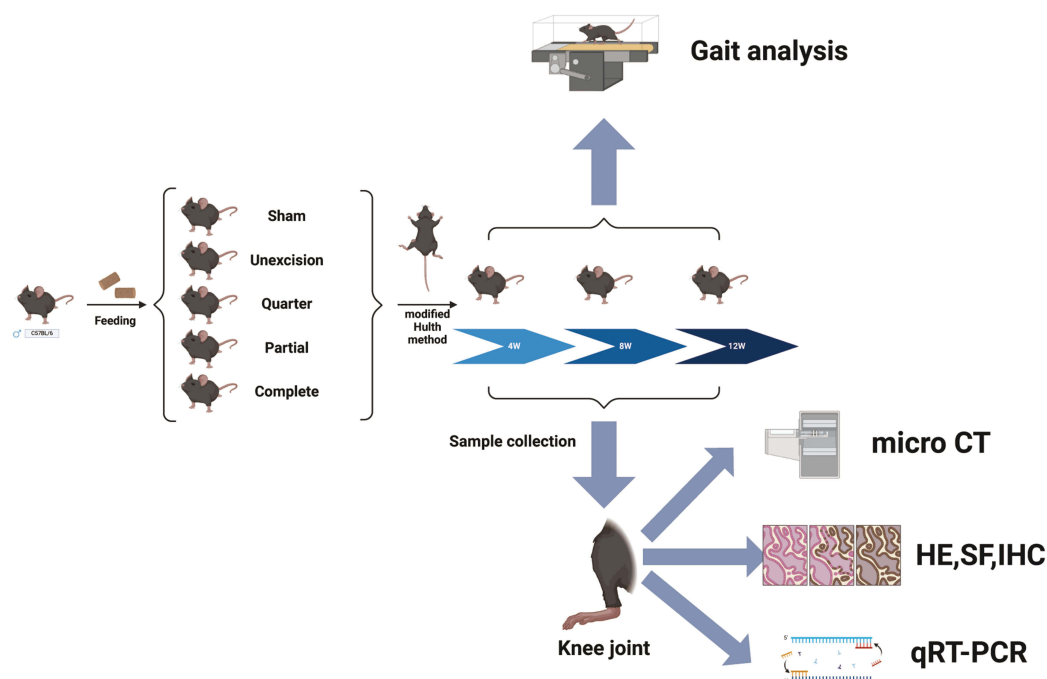 Gait analysis
Sham
Unexcision
Quarter
Partial
Complete
♂ C57BL/6
Feeding
modified
Hulth
method
4W
8W
12W
Sample collection
Knee joint
micro CT
HE,SF,IHC
5'
qRT-PCR